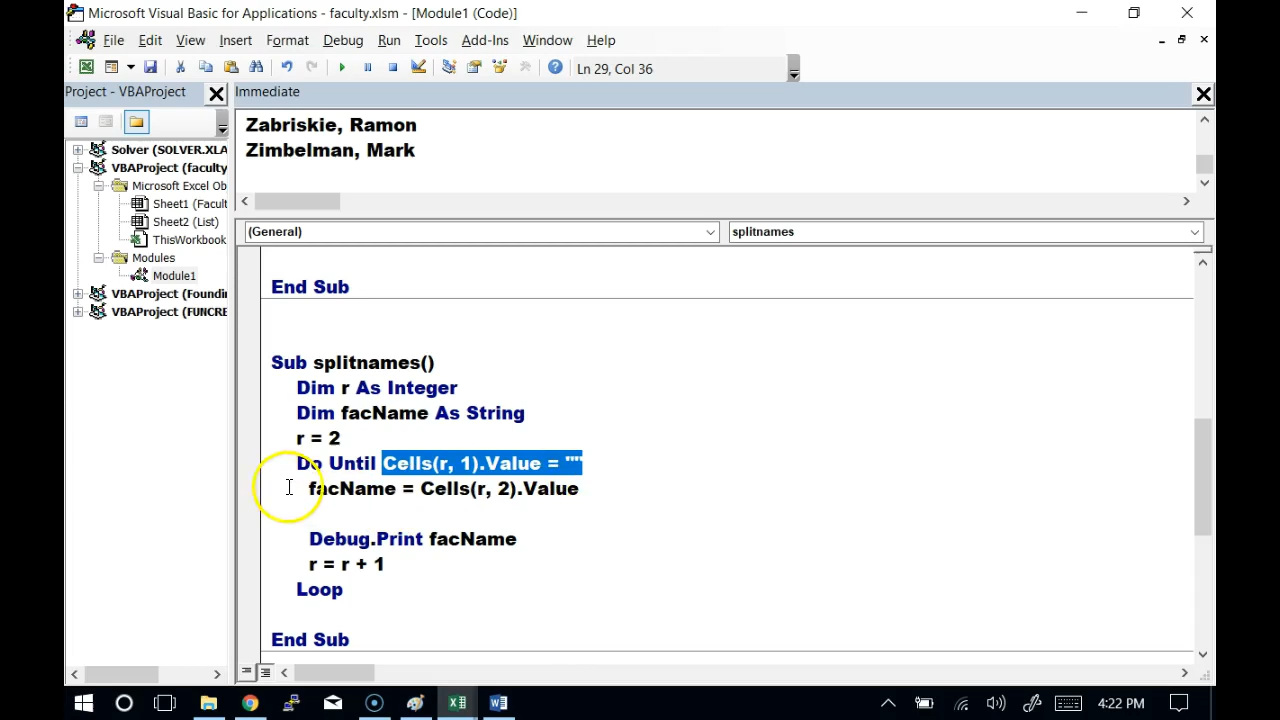 Microsoft Visual Basic for Applications - faculty.xlsm - [Module1 (Code)]
File Edit View Insert Format Debug Run Tools Add-Ins Window Help
Ln 29, Col 36
Project - VBAProject
Immediate
Zabriskie, Ramon
Zimbelman, Mark
Solver (SOLVER.XLA
VBAProject (faculty
Microsoft Excel Ob
Sheet1 (Facul
Sheet2 (List)
ThisWorkbook
Modules
Module1
VBAProject (Foundin
VBAProject (FUNCRE
(General)
splitnames
End Sub
Sub splitnames()
Dim r As Integer
Dim facName As String
r = 2
Do Until Cells(r, 1).Value = ""
facName = Cells(r, 2).Value
Debug.Print facName
r = r + 1
Loop
End Sub
4:22 PM